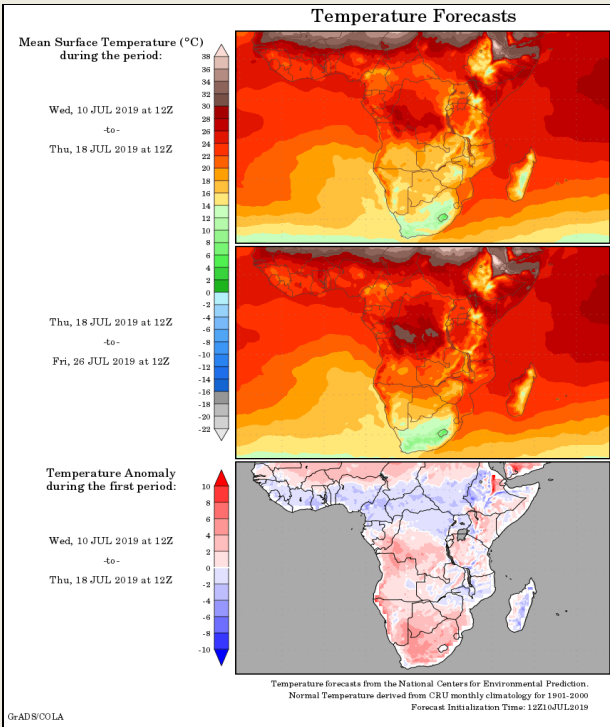 Temperature Forecasts
Mean Surface Temperature (°C)
during the period:
Wed, 10 JUL 2019 at 12Z
-to-
Thu, 18 JUL 2019 at 12Z
38
36
34
32
30
28
26
24
22
20
18
16
14
12
10
8
6
4
2
0
-2
-4
-6
-8
-10
-12
-14
-16
-18
-20
-22
Thu, 18 JUL 2019 at 12Z
-to-
Fri, 26 JUL 2019 at 12Z
Temperature Anomaly
during the first period:
Wed, 10 JUL 2019 at 12Z
-to-
Thu, 18 JUL 2019 at 12Z
10
8
6
4
2
0
-2
-4
-6
-8
-10
Temperature forecasts from the National Centers for Environmental Prediction.
Normal Temperature derived from CRU monthly climatology for 1901-2000
Forecast Initialization Time: 12Z10JUL2019
GrADS/COLA